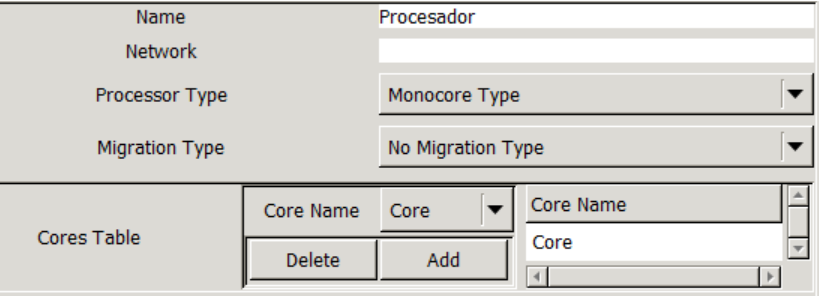 Name Procesador
Network
Processor Type Monocore Type
Migration Type No Migration Type
Cores Table
Core Name Core
Delete Add
Core Name
Core